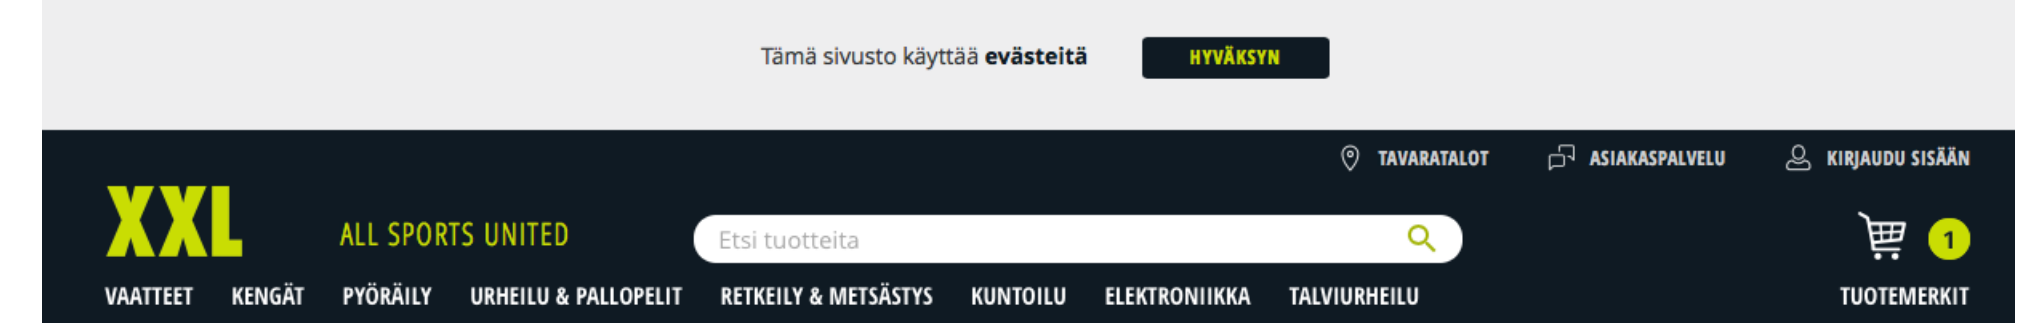 Tämä sivusto käyttää evästeitä HYVÄKSYN
TAVARATALOT ASIAKASPALVELU KIRJAUDU SISÄÄN
XXL ALL SPORTS UNITED Etsi tuotteita 1
VAATTEET KENGÄT PYÖRÄILY URHEILU & PALLOPELIT RETKEILY & METSÄSTYS KUNTOILU ELEKTRONIIKKA TALVIURHEILU TUOTEMERKIT